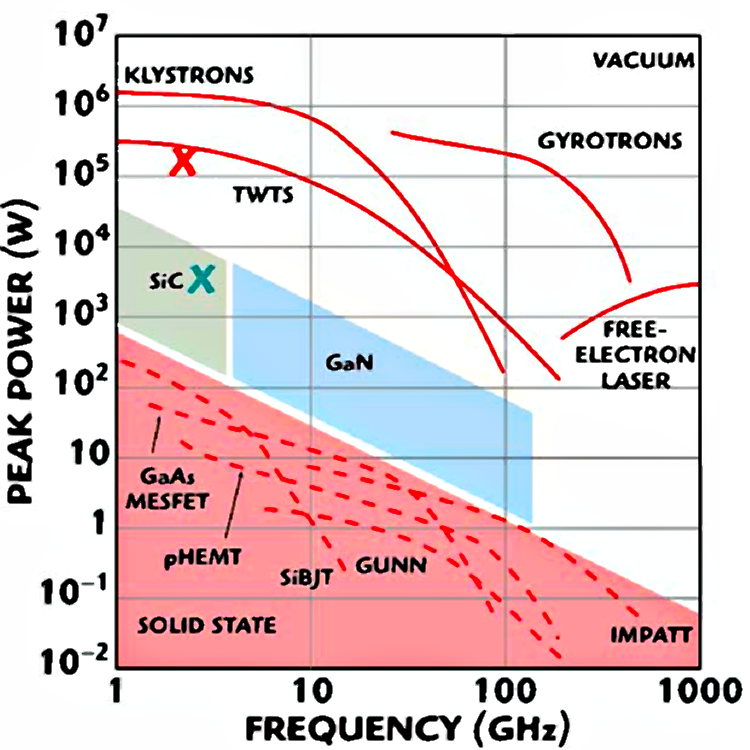 10⁷
10⁶
10⁵
10⁴
10³
10²
10
1
10⁻¹
10⁻²
PEAK POWER (W)
KLYSTRONS
VACUUM
GYROTRONS
X
TWTS
SiC X
FREE-
ELECTRON
LASER
GaN
GaAs
MESFET
pHEMT
SiBJT
GUNN
SOLID STATE
IMPATT
1
10
100
1000
FREQUENCY (GHz)